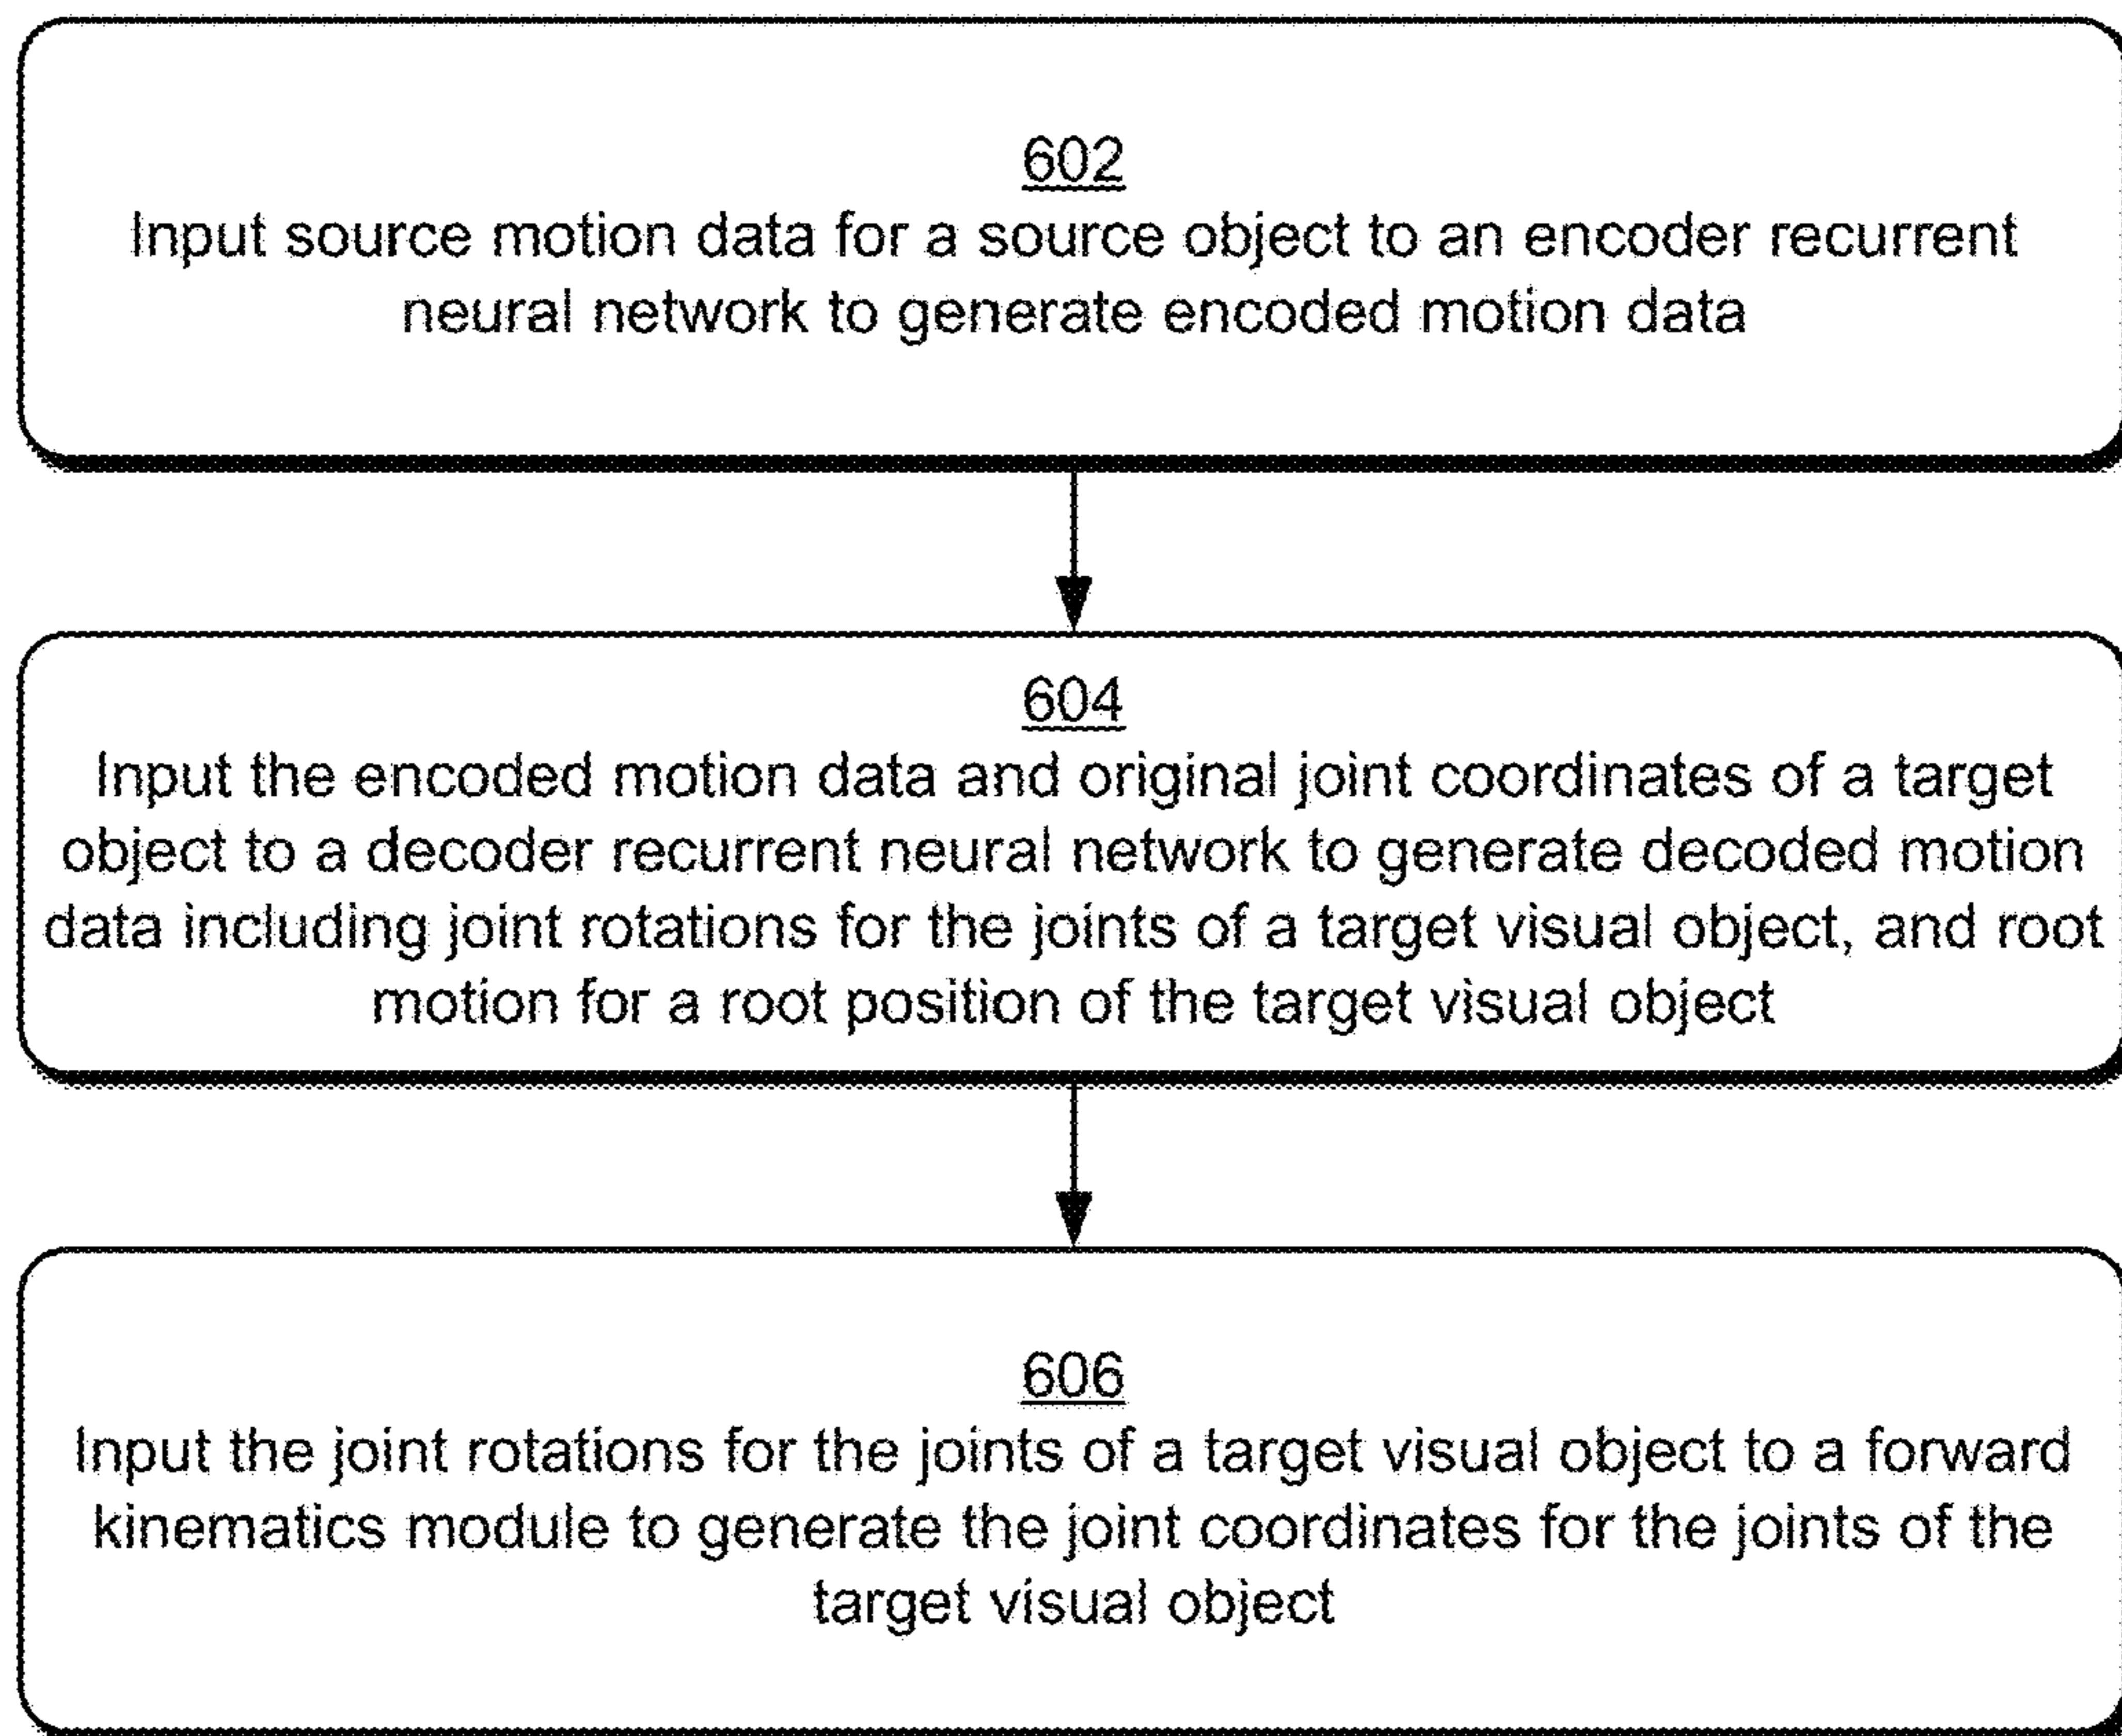 602
Input source motion data for a source object to an encoder recurrent
neural network to generate encoded motion data
604
Input the encoded motion data and original joint coordinates of a target
object to a decoder recurrent neural network to generate decoded motion
data including joint rotations for the joints of a target visual object, and root
motion for a root position of the target visual object
606
Input the joint rotations for the joints of a target visual object to a forward
kinematics module to generate the joint coordinates for the joints of the
target visual object